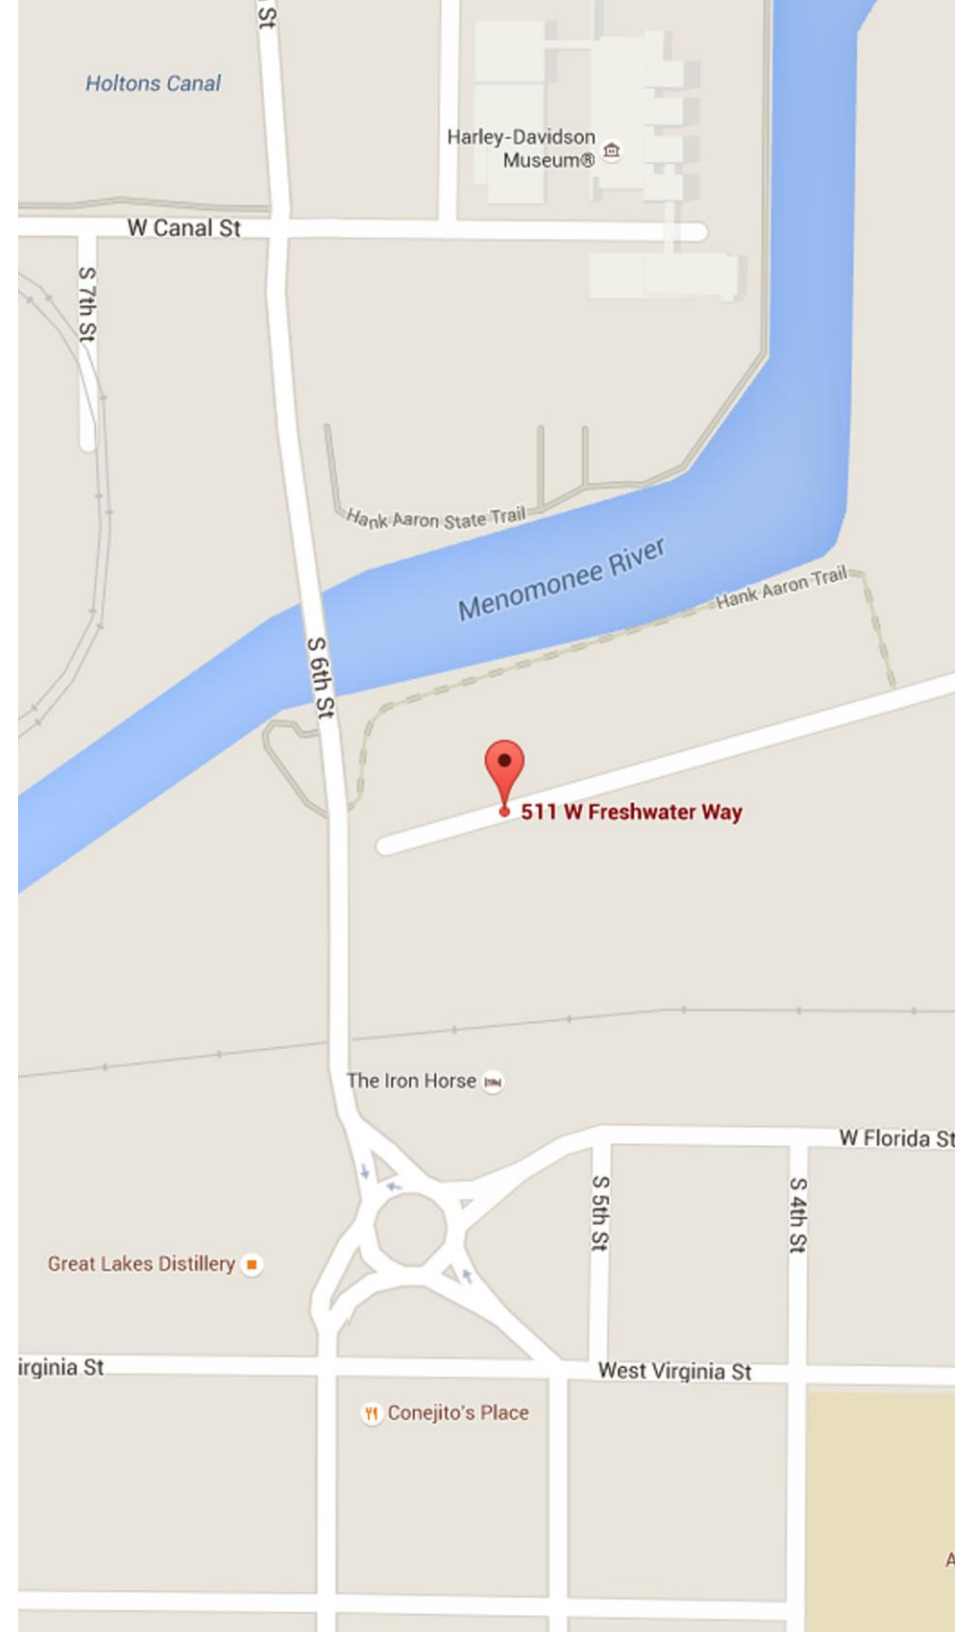 St
Holtons Canal
Harley-Davidson
Museum®
W Canal St
S 7th St
Hank Aaron State Trail
Menomonee River
Hank Aaron Trail
S 6th St
511 W Freshwater Way
The Iron Horse
W Florida St
S 5th St
S 4th St
Great Lakes Distillery
irginia St
West Virginia St
Conejito's Place
A